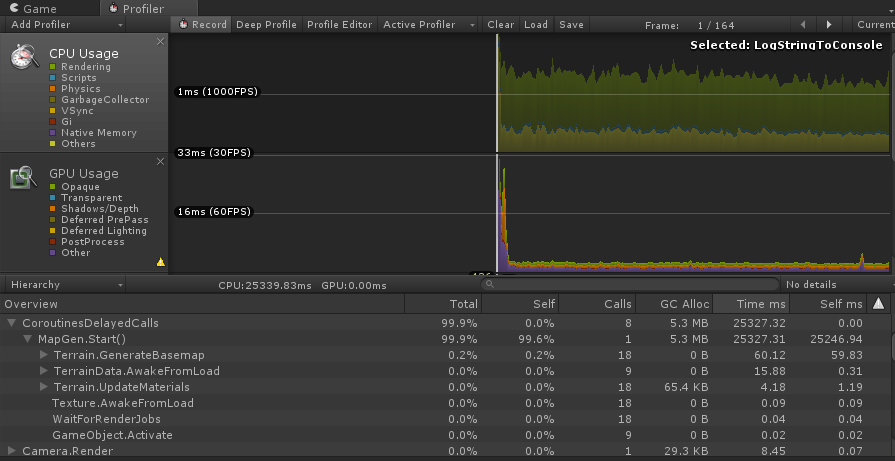 Game Profiler
Add Profiler Record Deep Profile Profile Editor Active Profiler Clear Load Save Frame: 1 / 164 Current
CPU Usage
Rendering
Scripts
Physics
GarbageCollector
VSync
Gi
Native Memory
Others
Selected: LogStringToConsole
1ms (1000FPS)
33ms (30FPS)
GPU Usage
Opaque
Transparent
Shadows/Depth
Deferred PrePass
Deferred Lighting
PostProcess
Other
16ms (60FPS)
Hierarchy CPU:25339.83ms GPU:0.00ms No details
Overview Total Self Calls GC Alloc Time ms Self ms
CoroutinesDelayedCalls 99.9% 0.0% 8 5.3 MB 25327.32 0.00
MapGen.Start() 99.9% 99.6% 1 5.3 MB 25327.31 25246.94
Terrain.GenerateBasemap 0.2% 0.2% 18 0 B 60.12 59.83
TerrainData.AwakeFromLoad 0.0% 0.0% 9 0 B 15.88 0.31
Terrain.UpdateMaterials 0.0% 0.0% 18 65.4 KB 4.18 1.19
Texture.AwakeFromLoad 0.0% 0.0% 18 0 B 0.09 0.09
WaitForRenderJobs 0.0% 0.0% 18 0 B 0.04 0.04
GameObject.Activate 0.0% 0.0% 9 0 B 0.02 0.02
Camera.Render 0.0% 0.0% 1 29.3 KB 8.45 0.07